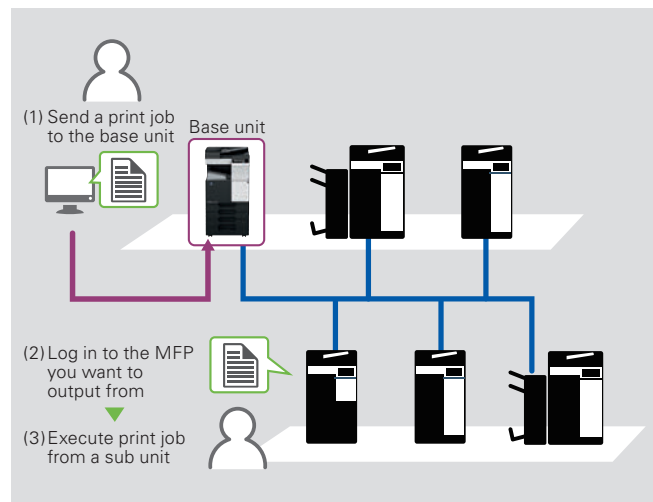 (1) Send a print job
to the base unit
Base unit
(2) Log in to the MFP
you want to
output from
(3) Execute print job
from a sub unit